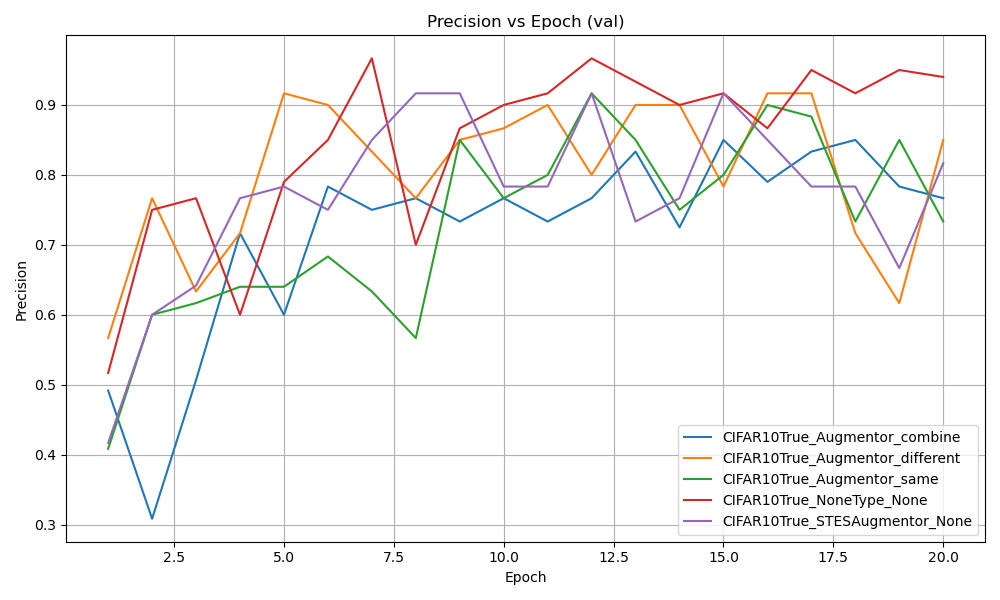 Precision vs Epoch (val)
Precision
0.9
0.8
0.7
0.6
0.5
0.4
0.3
2.5
5.0
7.5
10.0
12.5
15.0
17.5
20.0
Epoch
CIFAR10True_Augmentor_combine
CIFAR10True_Augmentor_different
CIFAR10True_Augmentor_same
CIFAR10True_NoneType_None
CIFAR10True_STESAugmentor_None